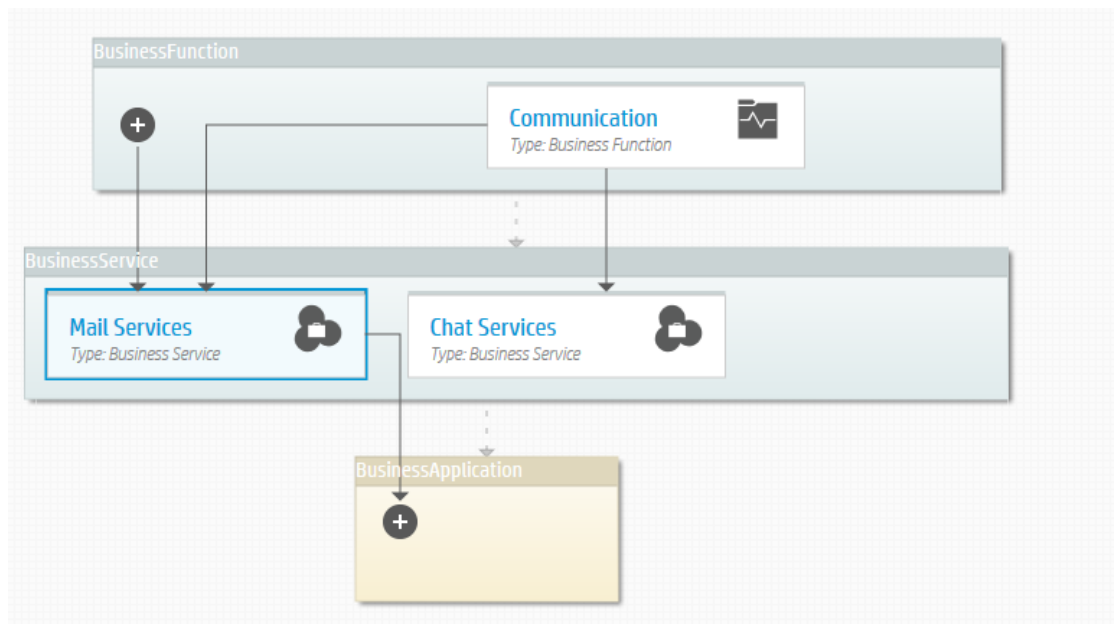 BusinessFunction
Communication
Type: Business Function
BusinessService
Mail Services
Type: Business Service
Chat Services
Type: Business Service
BusinessApplication